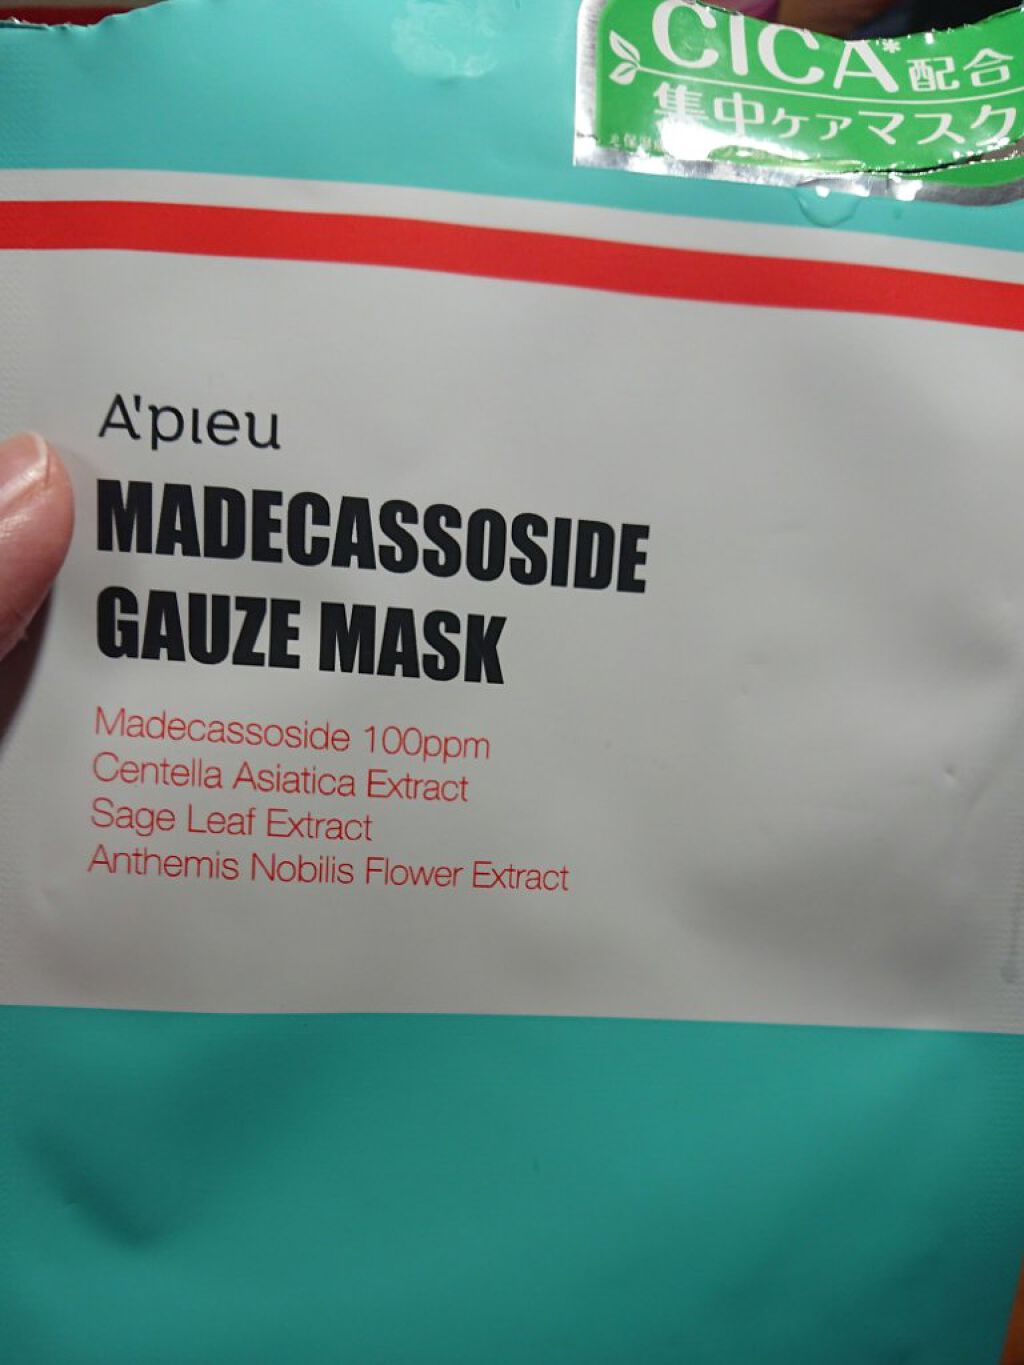 CICA*配合
集中ケアマスク
A'pieu
MADECASSOSIDE
GAUZE MASK
Madecassoside 100ppm
Centella Asiatica Extract
Sage Leaf Extract
Anthemis Nobilis Flower Extract